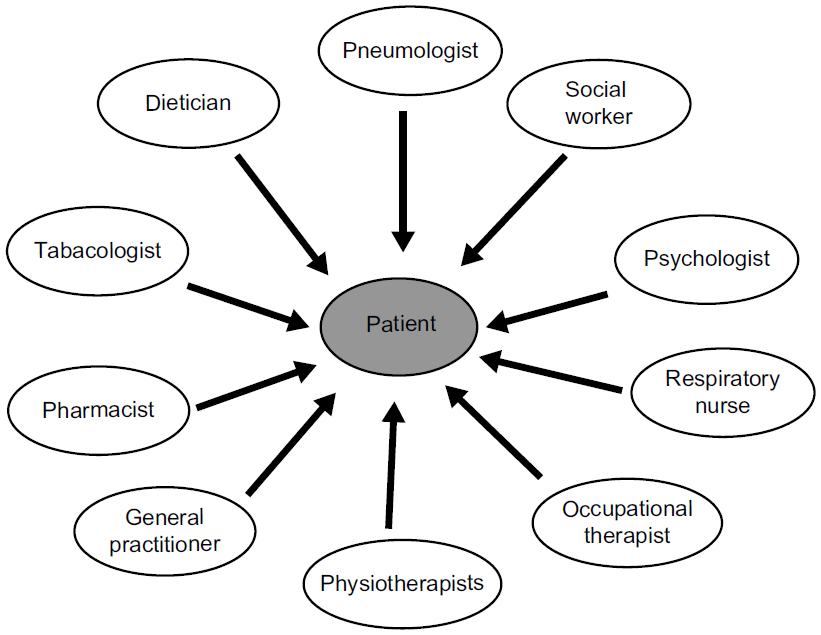 Pneumologist
Social
worker
Dietician
Tabacologist
Psychologist
Patient
Respiratory
nurse
Pharmacist
Occupational
therapist
General
practitioner
Physiotherapists